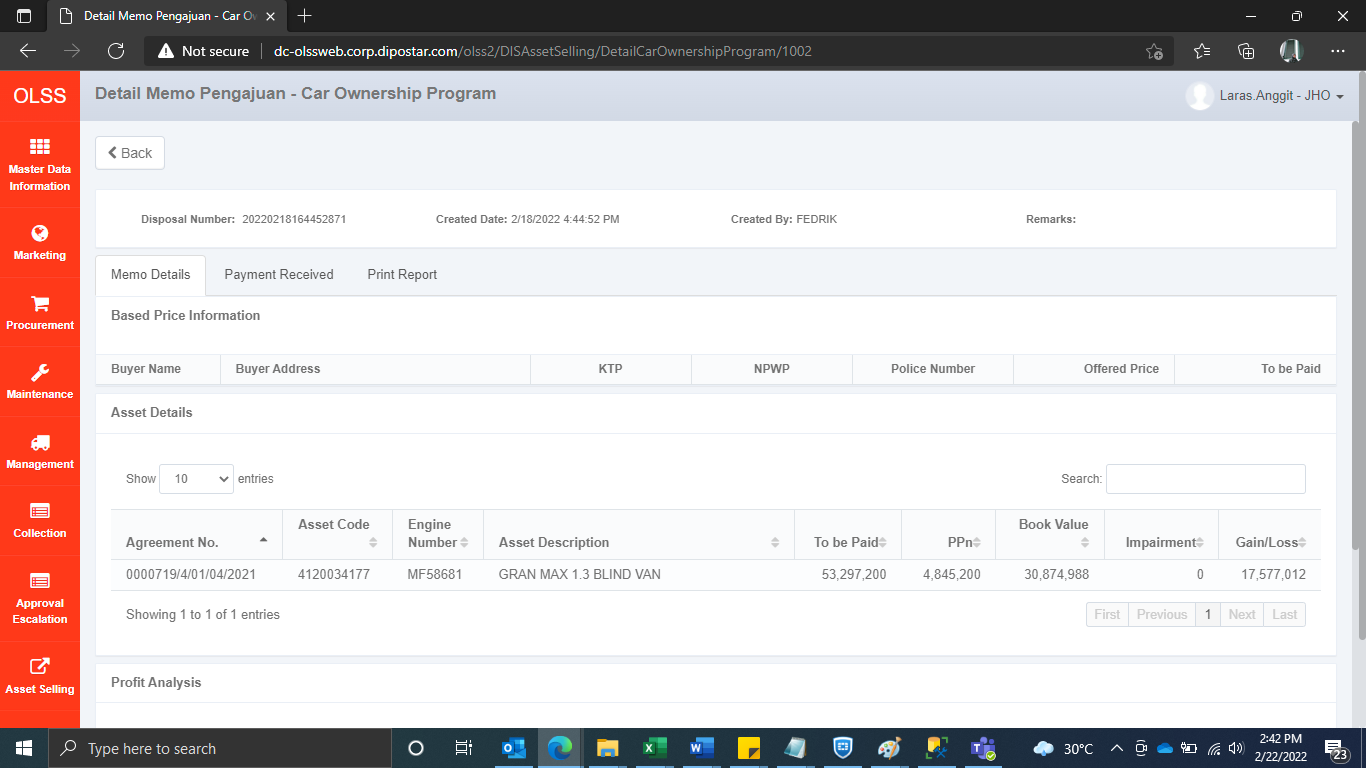 Detail Memo Pengajuan - Car Ow
Not secure
dc-olssweb.corp.dipostar.com/olss2/DISAssetSelling/DetailCarOwnershipProgram/1002
OLSS
Detail Memo Pengajuan - Car Ownership Program
Laras.Anggit - JHO
Master Data
Information
Marketing
Procurement
Maintenance
Management
Collection
Approval
Escalation
Asset Selling
Back
Disposal Number: 20220218164452871
Created Date: 2/18/2022 4:44:52 PM
Created By: FEDRIK
Remarks:
Memo Details
Payment Received
Print Report
Based Price Information
Buyer Name
Buyer Address
KTP
NPWP
Police Number
Offered Price
To be Paid
Asset Details
Show 10 entries
Search:
Agreement No.
Asset Code
Engine
Number
Asset Description
To be Paid
PPn
Book Value
Impairment
Gain/Loss
0000719/4/01/04/2021
4120034177
MF58681
GRAN MAX 1.3 BLIND VAN
53,297,200
4,845,200
30,874,988
0
17,577,012
Showing 1 to 1 of 1 entries
First
Previous
1
Next
Last
Profit Analysis
Type here to search
30°C
2:42 PM
2/22/2022
23